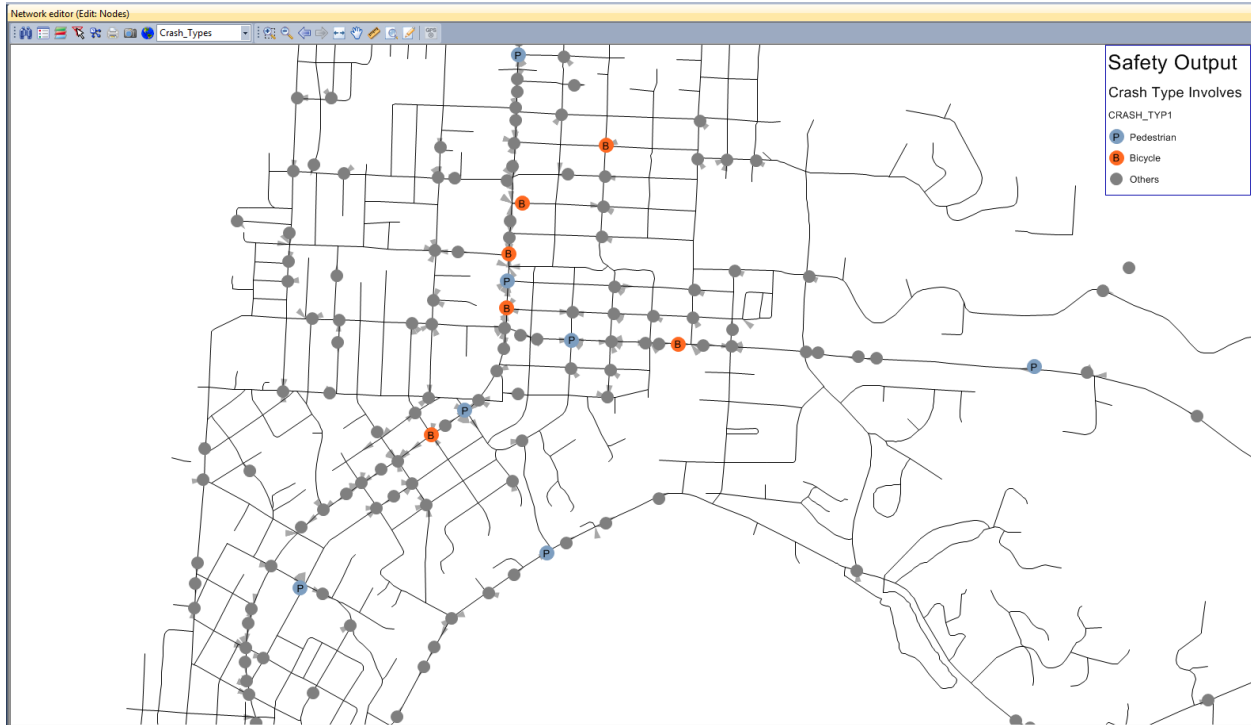 Network editor (Edit: Nodes)
Crash_Types
Safety Output
Crash Type Involves
CRASH_TYP1
P Pedestrian
B Bicycle
Others
P
B
B
B
P
B
P
B
P
P
B
P
P